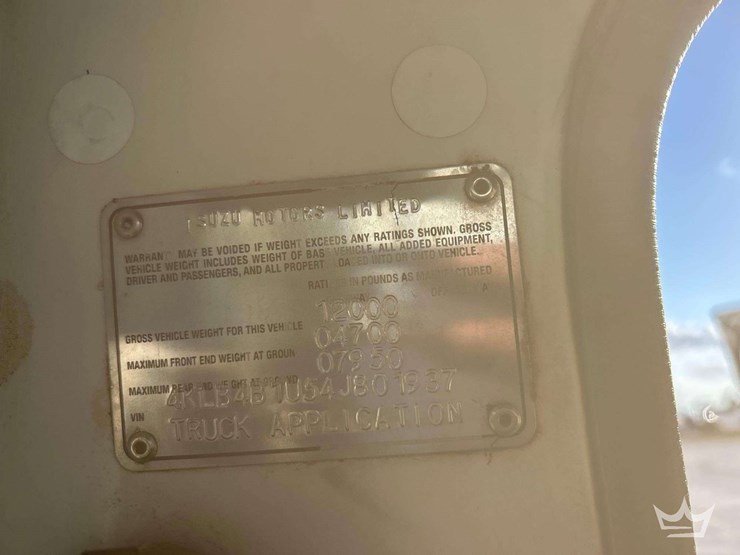 ISUZU MOTORS LIMITED
WARRANTY MAY BE VOIDED IF WEIGHT EXCEEDS ANY RATINGS SHOWN. GROSS
VEHICLE WEIGHT INCLUDES WEIGHT OF BASE VEHICLE, ALL ADDED EQUIPMENT,
DRIVER AND PASSENGERS, AND ALL PROPERTY LOADED INTO OR ONTO VEHICLE.
IN POUNDS AS MANUFACTURED
12000
GROSS VEHICLE WEIGHT FOR THIS VEHICLE
04700
MAXIMUM FRONT END WEIGHT AT GROUN
07950
MAXIMUM REAR END WEIGHT AT GROUND
VIN
TRUCK APPLICATION